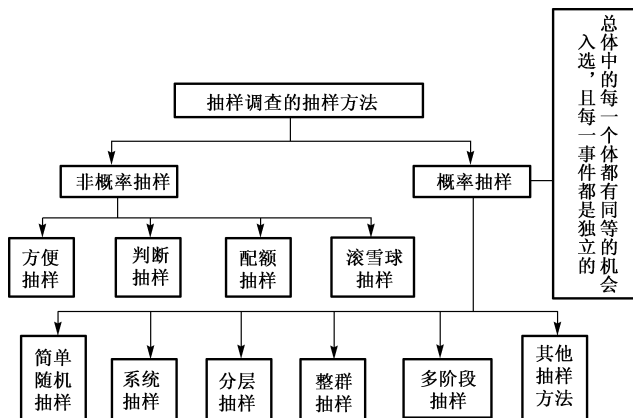 抽样调查的抽样方法
总体中的每一个体都有同等的机会
入选，且每一事件都是独立的
非概率抽样
概率抽样
方便
抽样
判断
抽样
配额
抽样
滚雪球
抽样
简单
随机
抽样
系统
抽样
分层
抽样
整群
抽样
多阶段
抽样
其他
抽样
方法